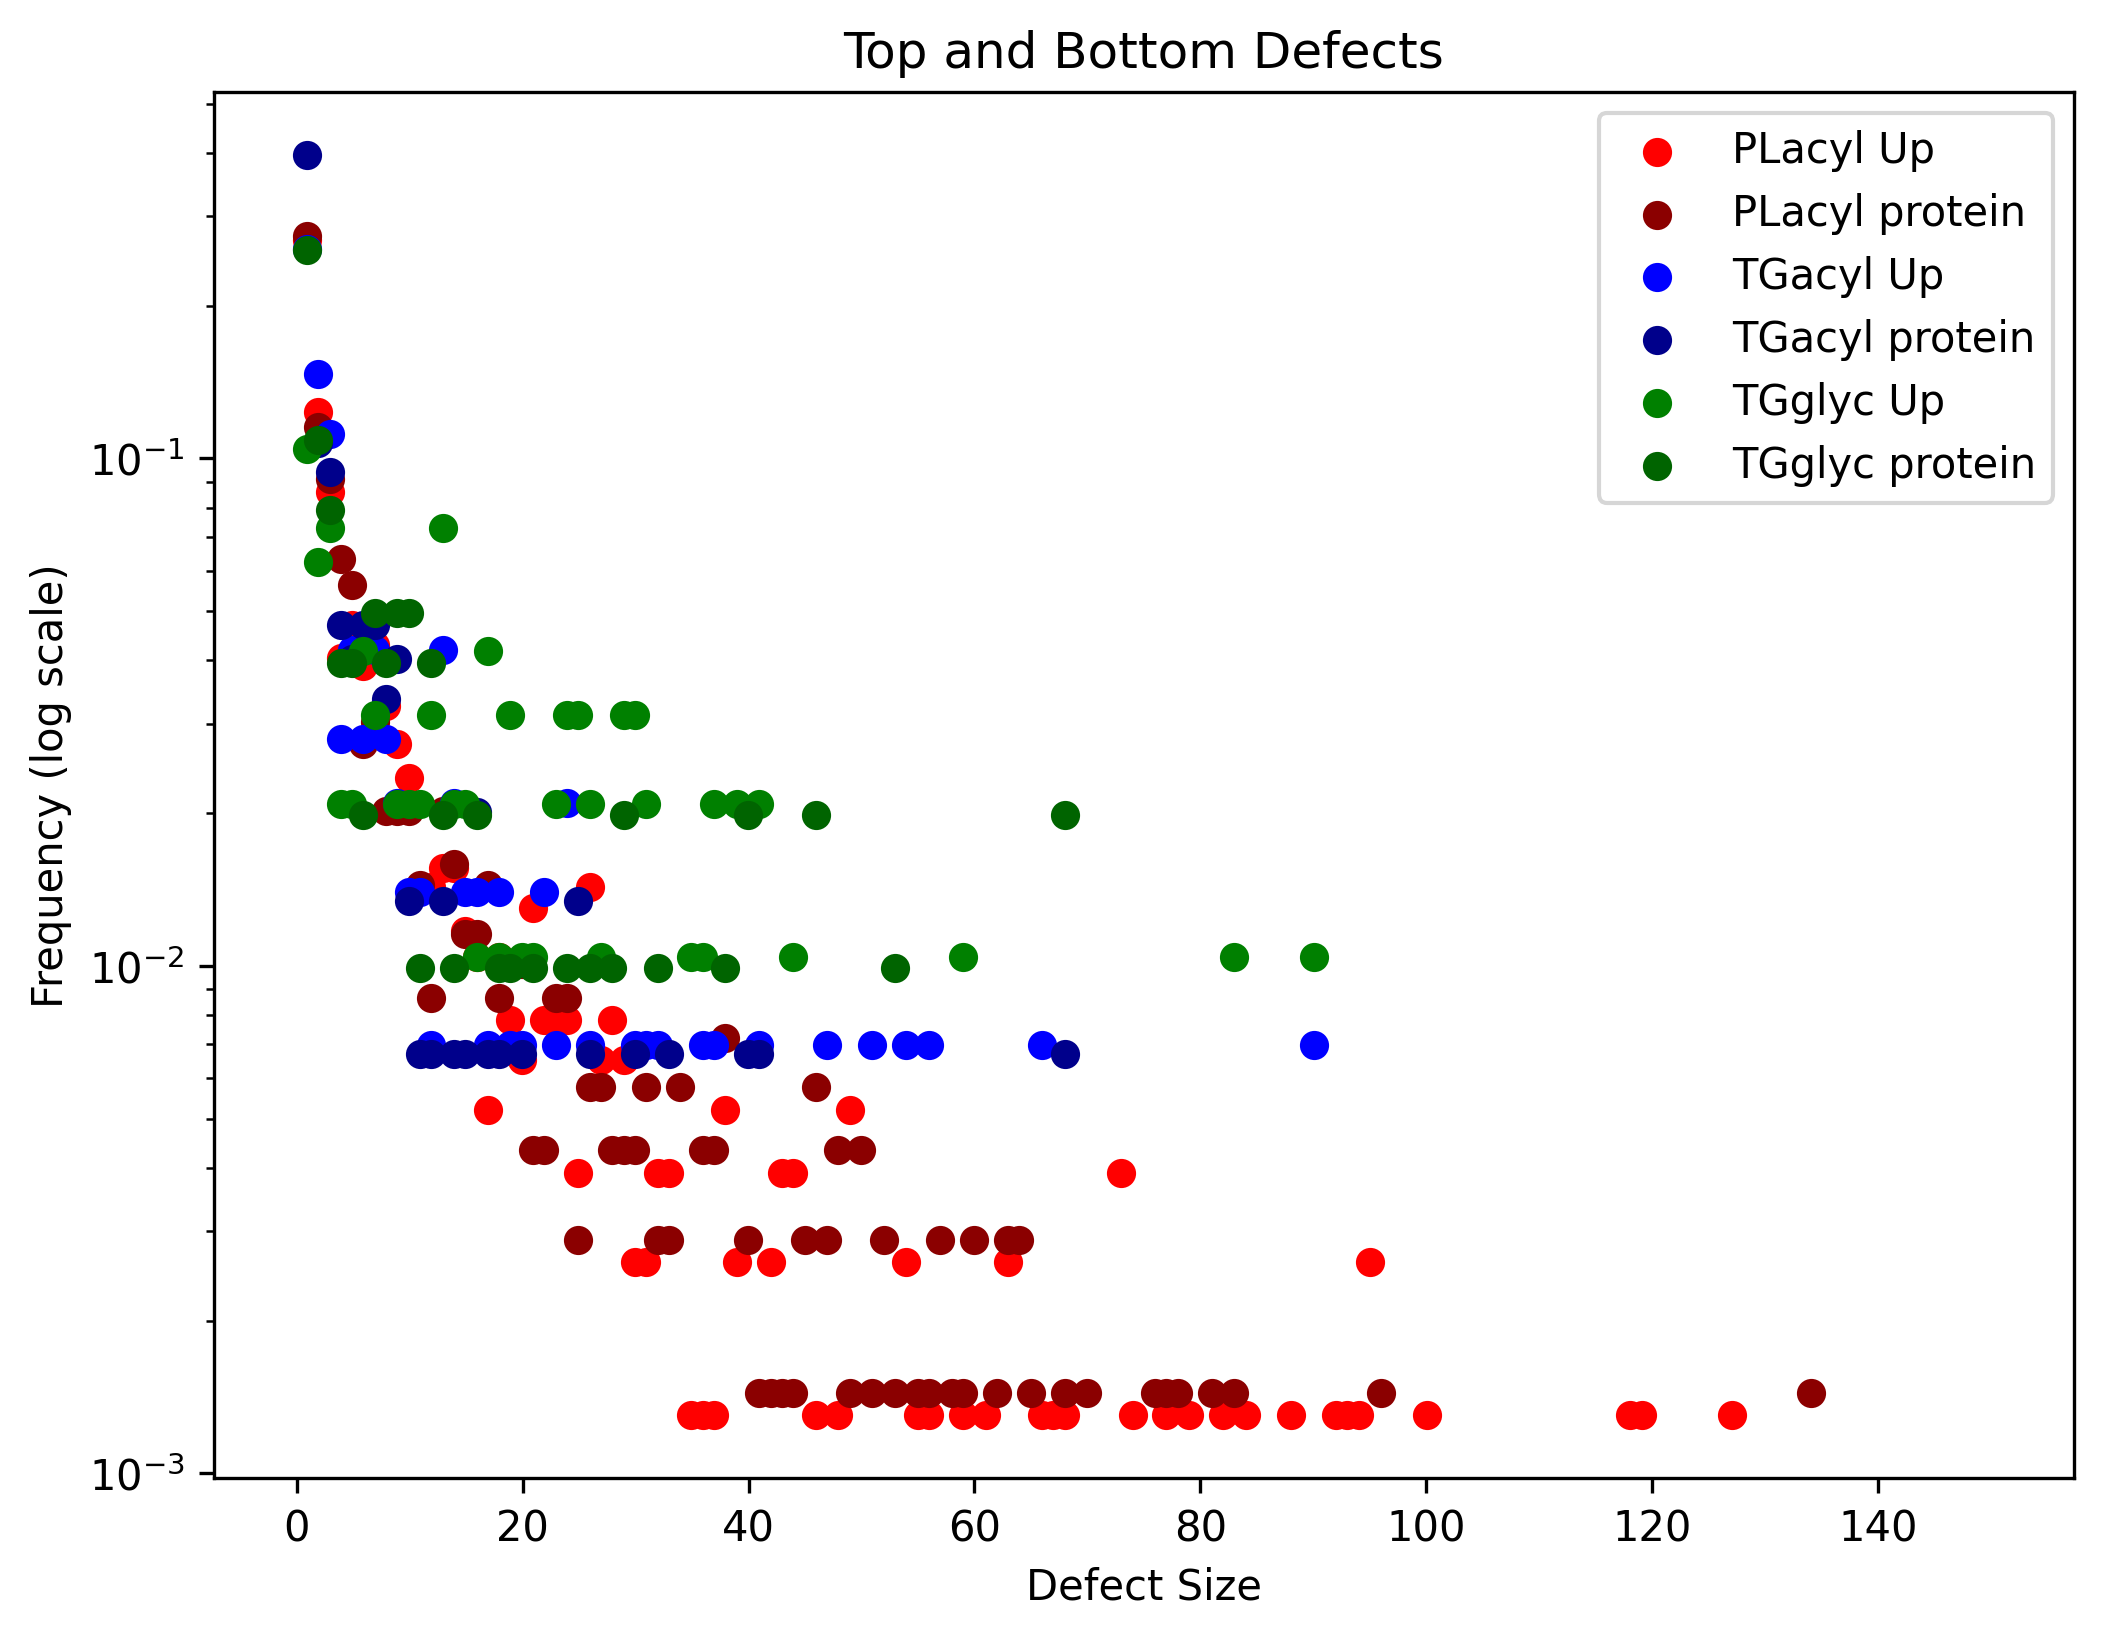 Top and Bottom Defects
PLacyl Up
PLacyl protein
TGacyl Up
TGacyl protein
TGglyc Up
TGglyc protein
Frequency (log scale)
10⁻¹
10⁻²
10⁻³
0 20 40 60 80 100 120 140
Defect Size